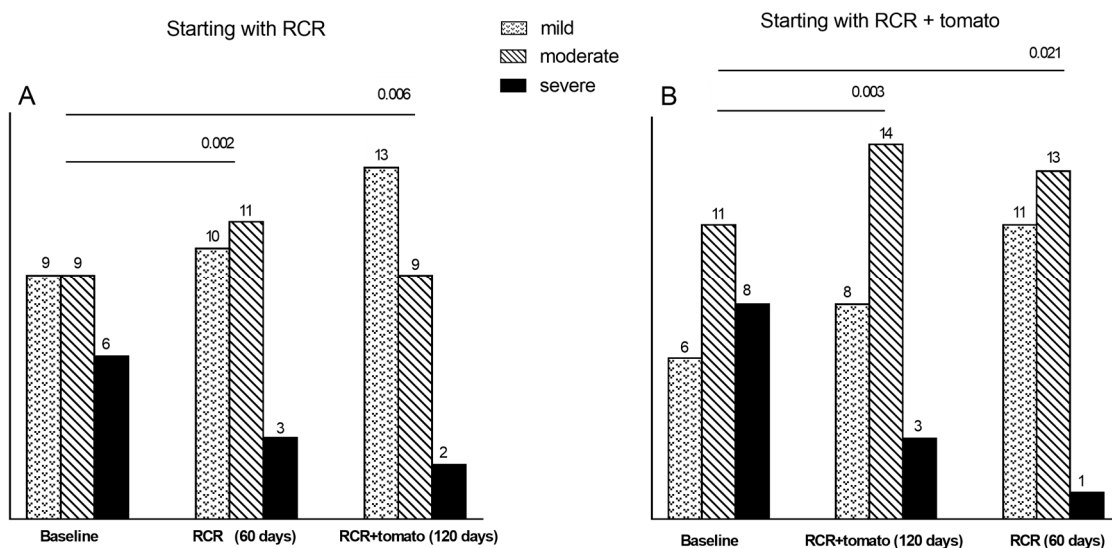 Starting with RCR
mild
moderate
severe
Starting with RCR + tomato
A
0.006
0.002
9 9 6
10 11 3
13 9 2
Baseline
RCR (60 days)
RCR+tomato (120 days)
B
0.021
0.003
6 11 8
8 14 3
11 13 1
Baseline
RCR+tomato (120 days)
RCR (60 days)